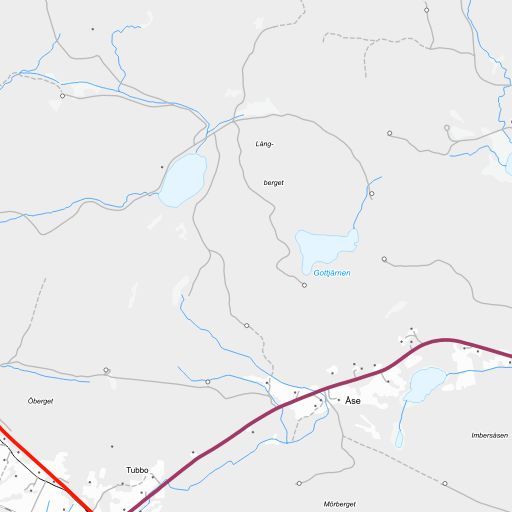 Lång-
berget
Gottjärnen
Öberget
Åse
Imbersåsen
Tubbo
Mörberget